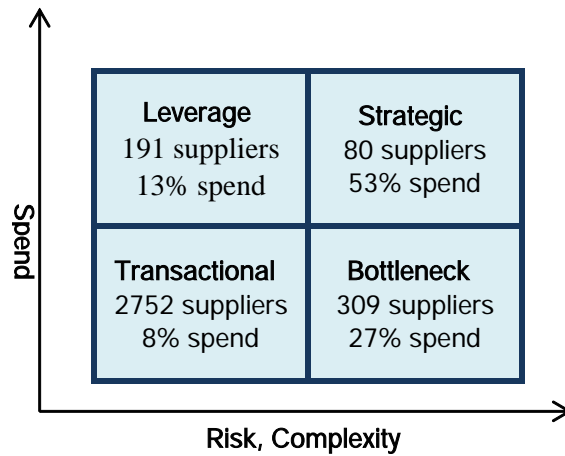 Leverage
191 suppliers
13% spend
Strategic
80 suppliers
53% spend
Spend
Transactional
2752 suppliers
8% spend
Bottleneck
309 suppliers
27% spend
Risk, Complexity